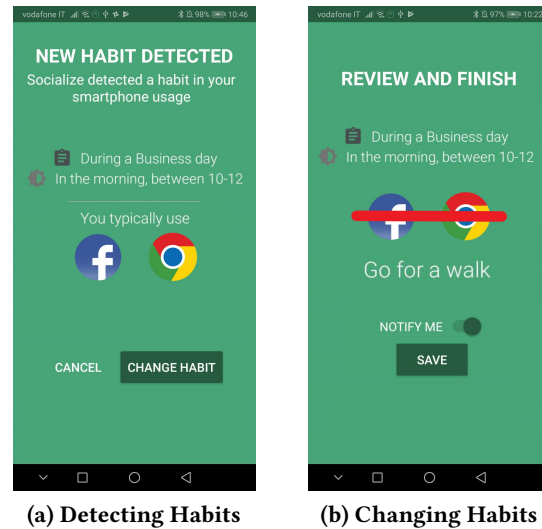 vodafone IT 98% 10:46
NEW HABIT DETECTED
Socialize detected a habit in your
smartphone usage
During a Business day
In the morning, between 10-12
You typically use
f
CANCEL CHANGE HABIT
(a) Detecting Habits
vodafone IT 97% 10:22
REVIEW AND FINISH
During a Business day
In the morning, between 10-12
f
Go for a walk
NOTIFY ME
SAVE
(b) Changing Habits